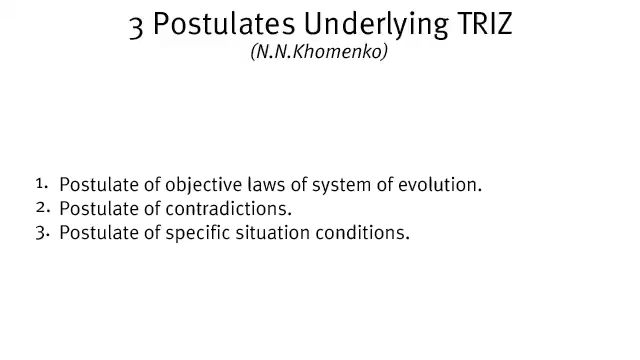 3 Postulates Underlying TRIZ
(N.N.Khomenko)
1. Postulate of objective laws of system of evolution.
2. Postulate of contradictions.
3. Postulate of specific situation conditions.